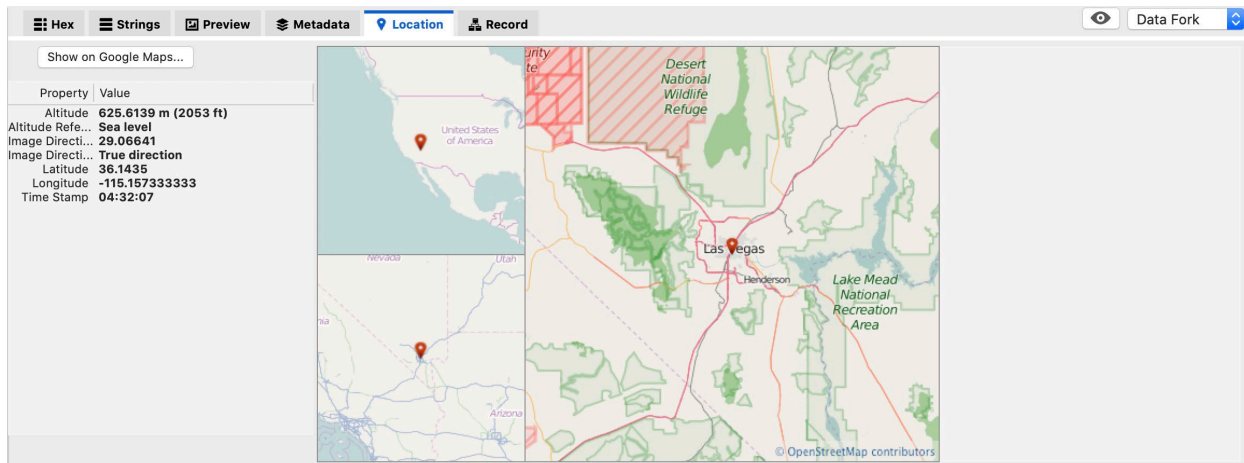 Hex
Strings
Preview
Metadata
Location
Record
Data Fork
Show on Google Maps...
Property Value
Altitude 625.6139 m (2053 ft)
Altitude Refe... Sea level
Image Directi... 29.06641
Image Directi... True direction
Latitude 36.1435
Longitude -115.157333333
Time Stamp 04:32:07
United States
of America
Nevada
Utah
Arizona
urity
te
Desert
National
Wildlife
Refuge
Las Vegas
Henderson
Lake Mead
National
Recreation
Area
© OpenStreetMap contributors